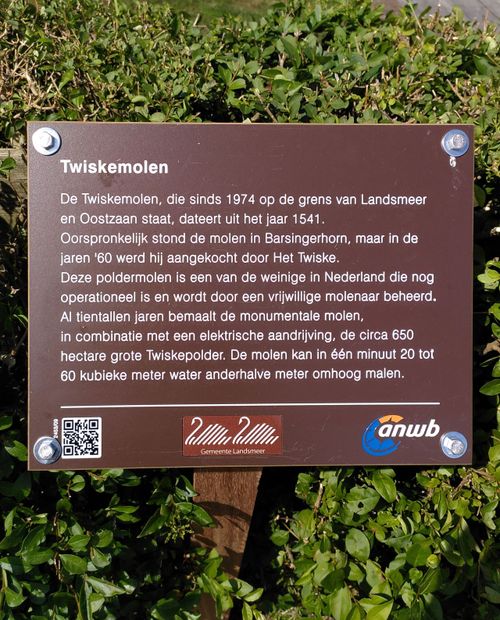 Twiskemolen
De Twiskemolen, die sinds 1974 op de grens van Landsmeer
en Oostzaan staat, dateert uit het jaar 1541.
Oorspronkelijk stond de molen in Barsingerhorn, maar in de
jaren '60 werd hij aangekocht door Het Twiske.
Deze poldermolen is een van de weinige in Nederland die nog
operationeel is en wordt door een vrijwillige molenaar beheerd.
Al tientallen jaren bemaalt de monumentale molen,
in combinatie met een elektrische aandrijving, de circa 650
hectare grote Twiskepolder. De molen kan in één minuut 20 tot
60 kubieke meter water anderhalve meter omhoog malen.
Gemeente Landsmeer
anwb